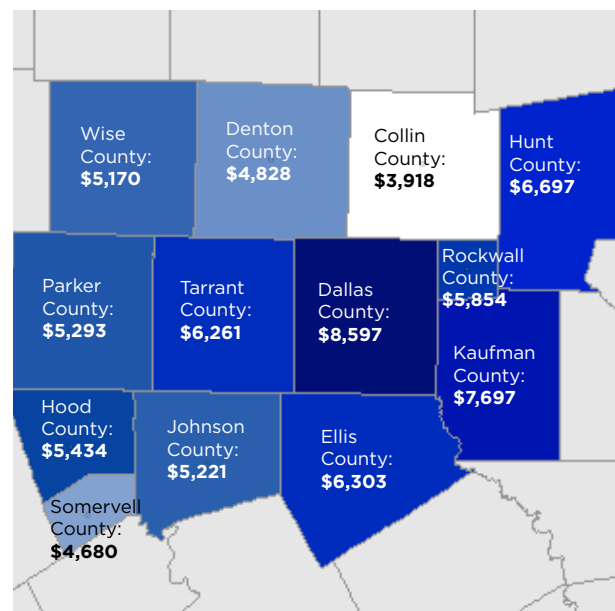 Wise
County:
$5,170
Denton
County:
$4,828
Collin
County:
$3,918
Hunt
County:
$6,697
Parker
County:
$5,293
Tarrant
County:
$6,261
Dallas
County:
$8,597
Rockwall
County:
$5,854
Kaufman
County:
$7,697
Hood
County:
$5,434
Johnson
County:
$5,221
Ellis
County:
$6,303
Somervell
County:
$4,680